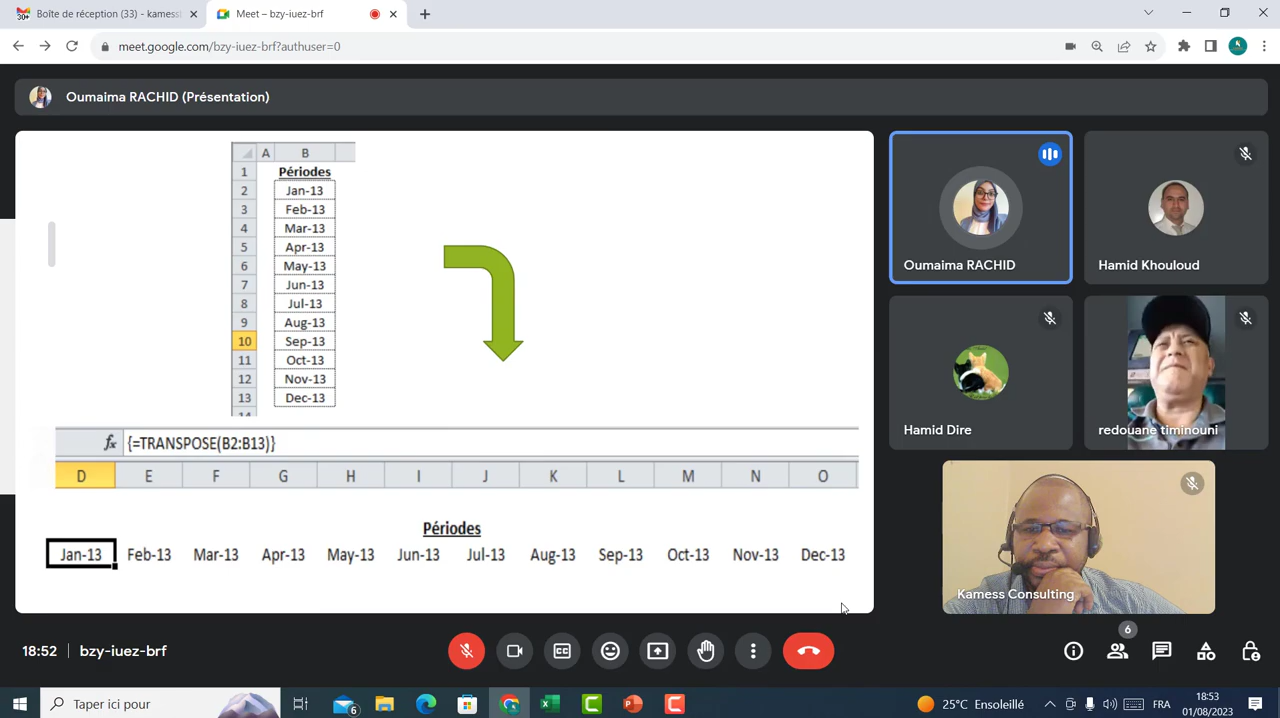 Boîte de réception (33) - kamess
Meet – bzy-iuez-brf
meet.google.com/bzy-iuez-brf?authuser=0
Oumaima RACHID (Présentation)
A B
1 Périodes
2 Jan-13
3 Feb-13
4 Mar-13
5 Apr-13
6 May-13
7 Jun-13
8 Jul-13
9 Aug-13
10 Sep-13
11 Oct-13
12 Nov-13
13 Dec-13
fx {=TRANSPOSE(B2:B13)}
D E F G H I J K L M N O
Périodes
Jan-13 Feb-13 Mar-13 Apr-13 May-13 Jun-13 Jul-13 Aug-13 Sep-13 Oct-13 Nov-13 Dec-13
Oumaima RACHID
Hamid Khouloud
Hamid Dire
redouane timinouni
Kamess Consulting
18:52 | bzy-iuez-brf
6
Taper ici pour
6
25°C Ensoleillé
FRA
18:53
01/08/2023